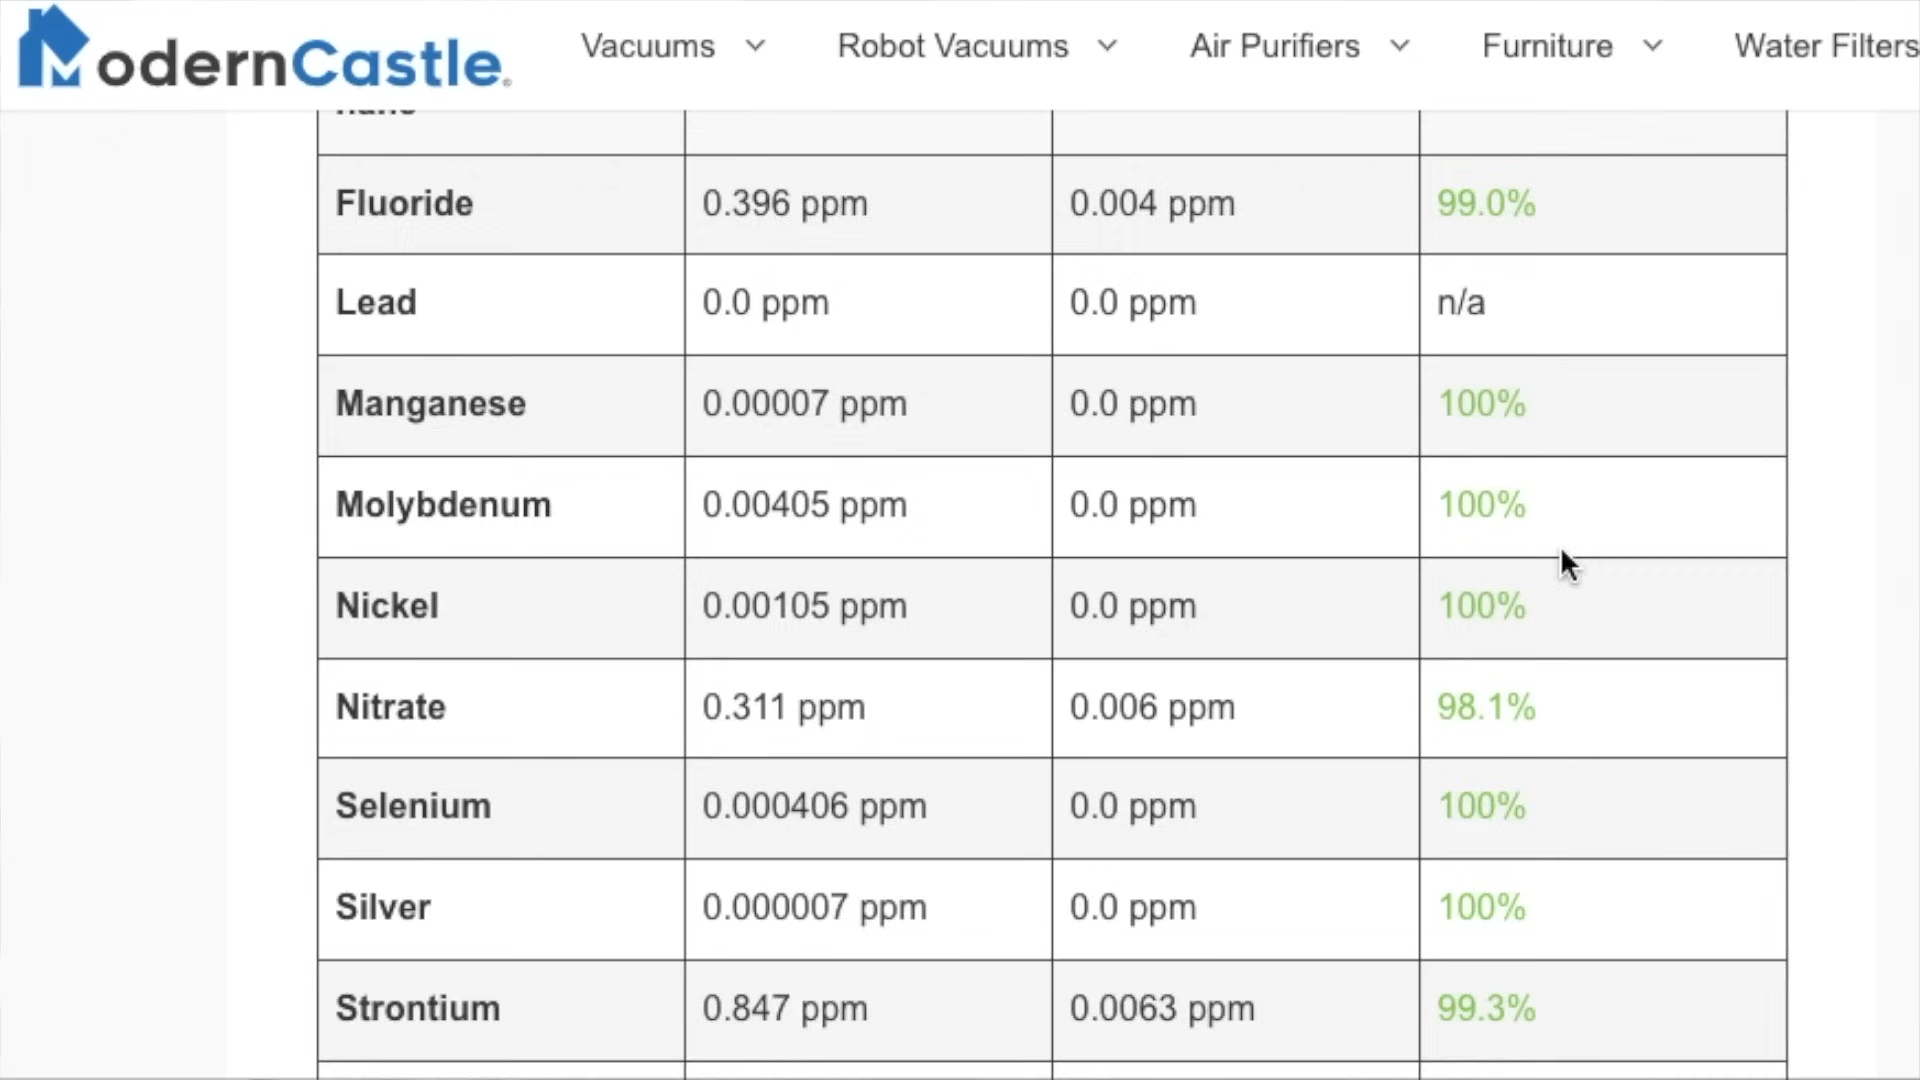 ModernCastle
Vacuums Robot Vacuums Air Purifiers Furniture Water Filters
Fluoride 0.396 ppm 0.004 ppm 99.0%
Lead 0.0 ppm 0.0 ppm n/a
Manganese 0.00007 ppm 0.0 ppm 100%
Molybdenum 0.00405 ppm 0.0 ppm 100%
Nickel 0.00105 ppm 0.0 ppm 100%
Nitrate 0.311 ppm 0.006 ppm 98.1%
Selenium 0.000406 ppm 0.0 ppm 100%
Silver 0.000007 ppm 0.0 ppm 100%
Strontium 0.847 ppm 0.0063 ppm 99.3%